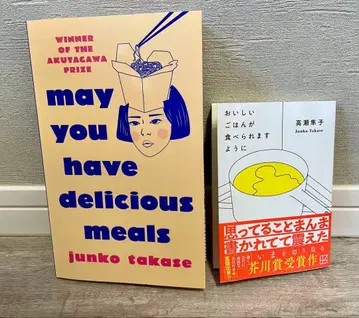 WINNER
OF THE
AKUTAGAWA
PRIZE
may
you
have
delicious
meals
junko takase
おいしい
ごはんが
食べられます
ように
高瀬隼子
Junko Takase
思ってることまんま
書かれてて震えた
芥川賞受賞作